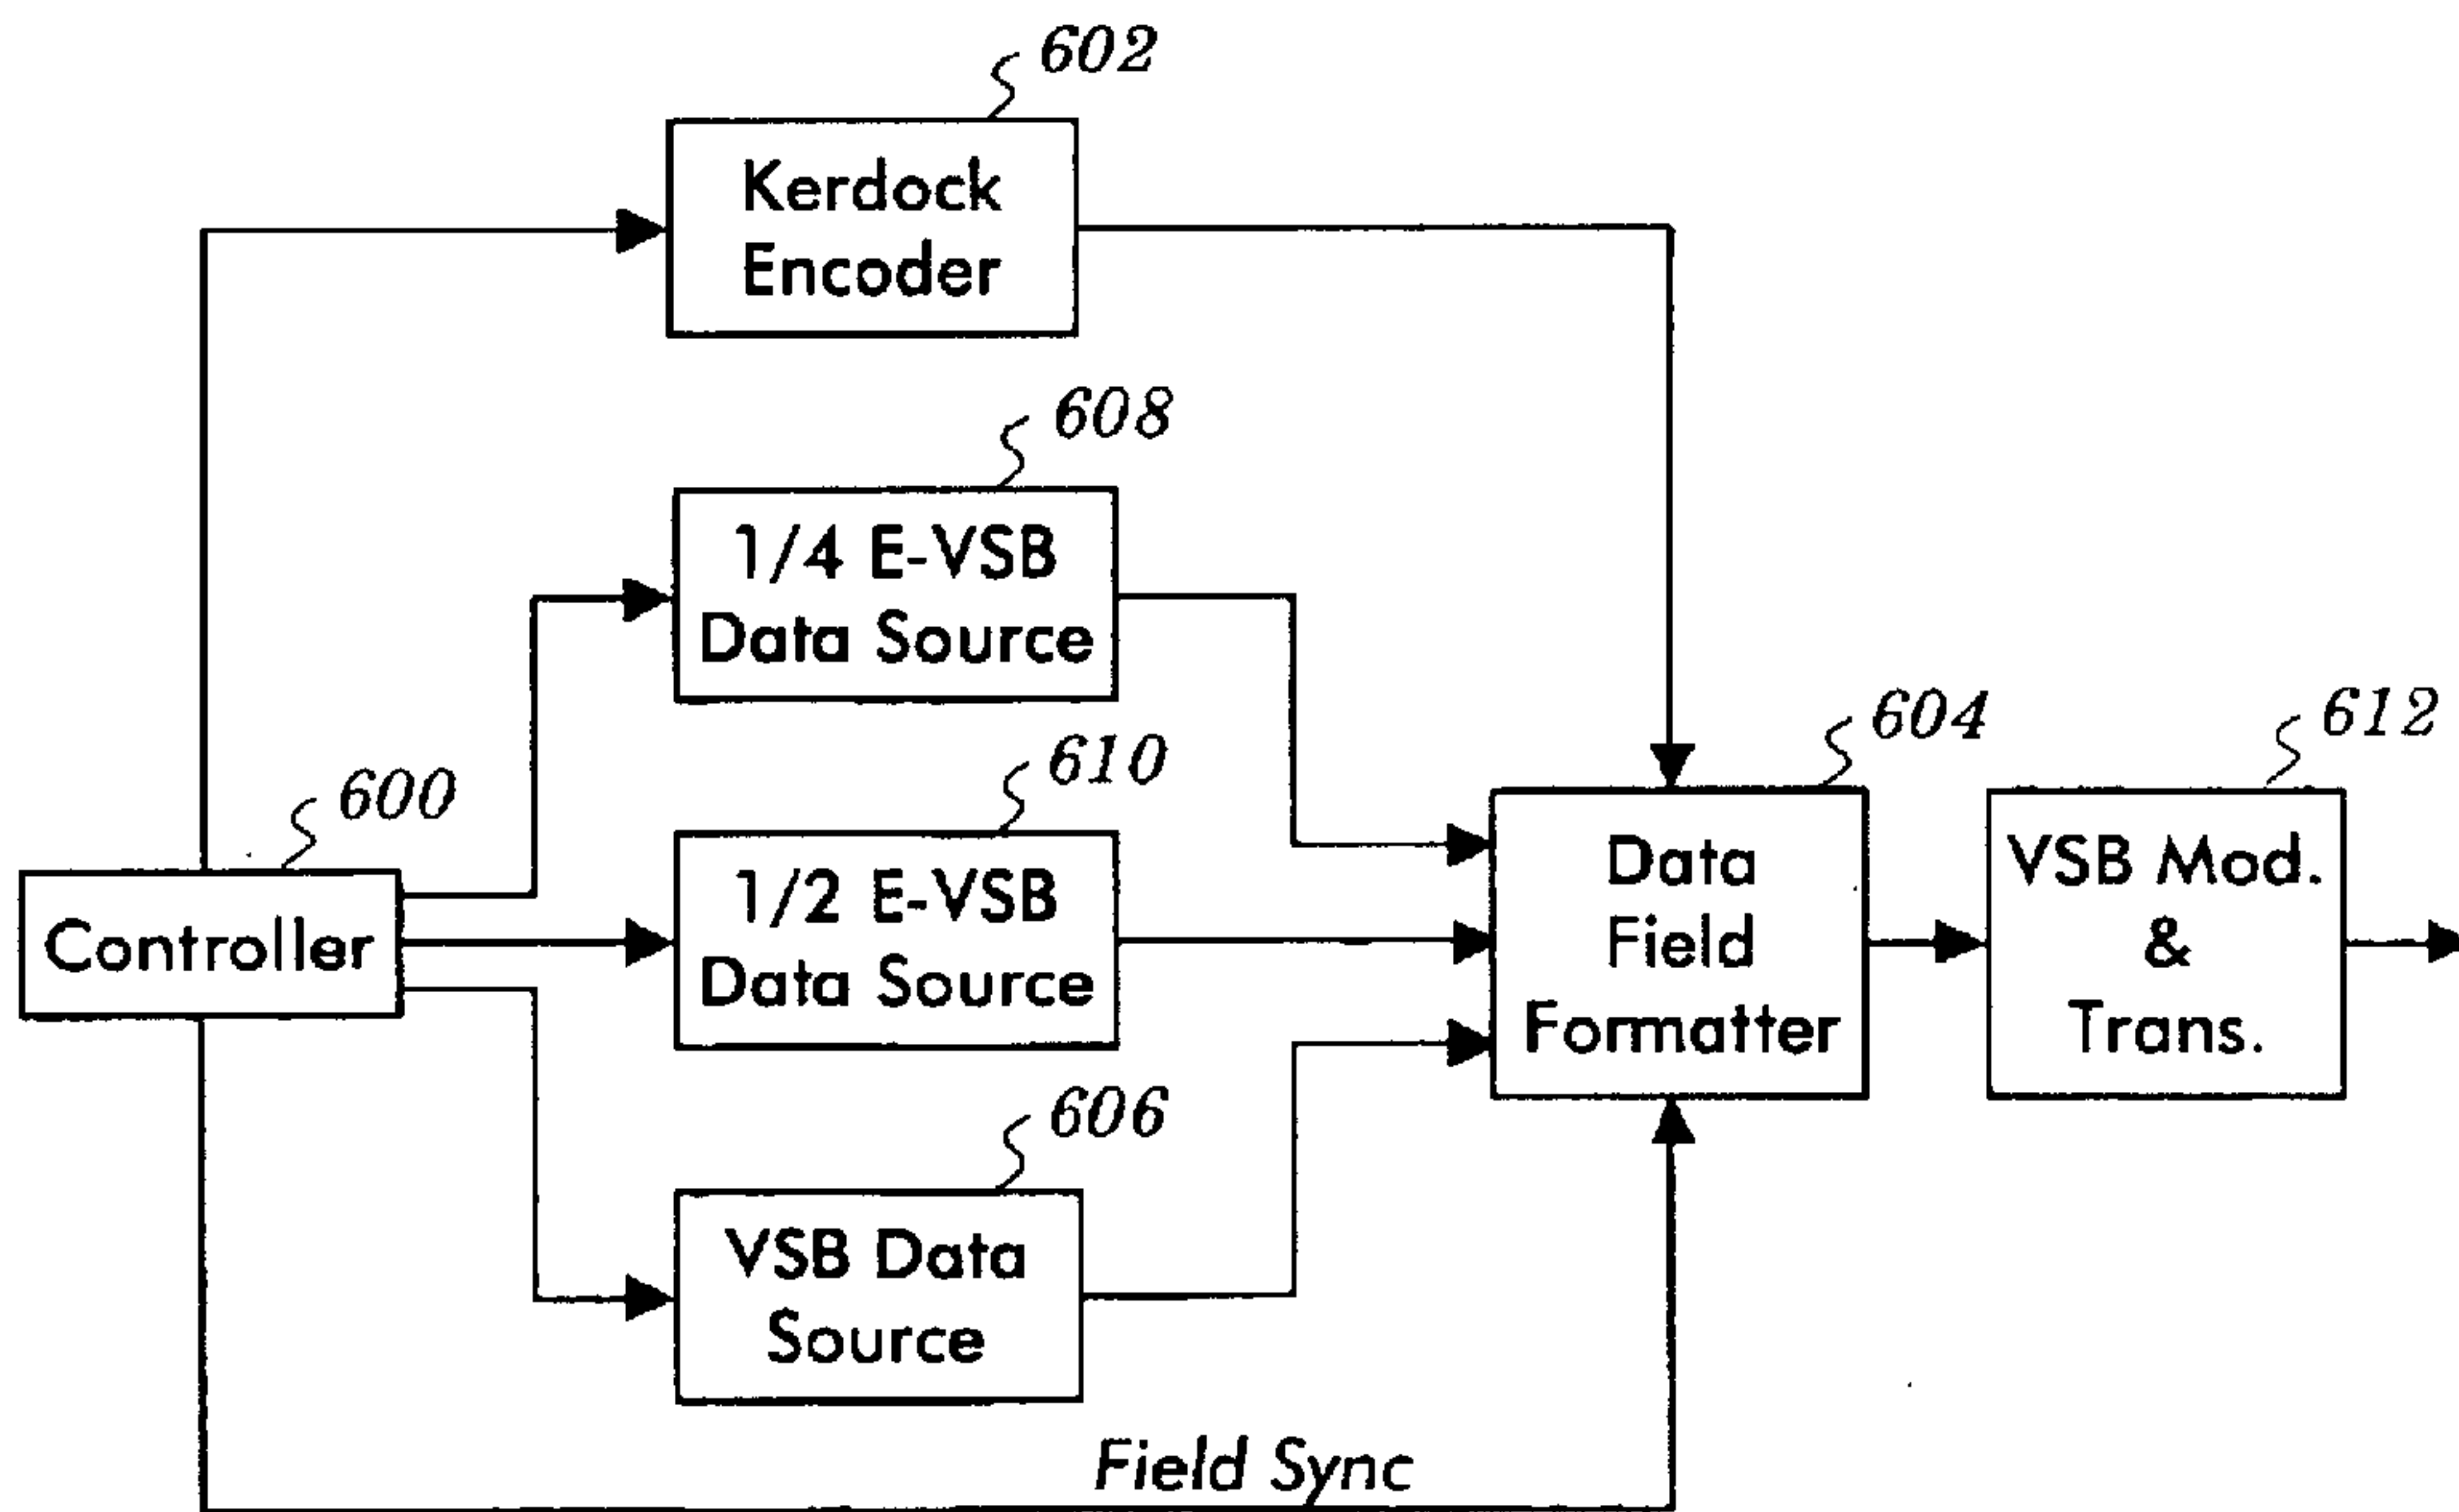 602
Kerdock
Encoder
608
1/4 E-VSB
Data Source
610
1/2 E-VSB
Data Source
600
Controller
606
VSB Data
Source
604
Data
Field
Formatter
612
VSB Mod.
&
Trans.
Field Sync